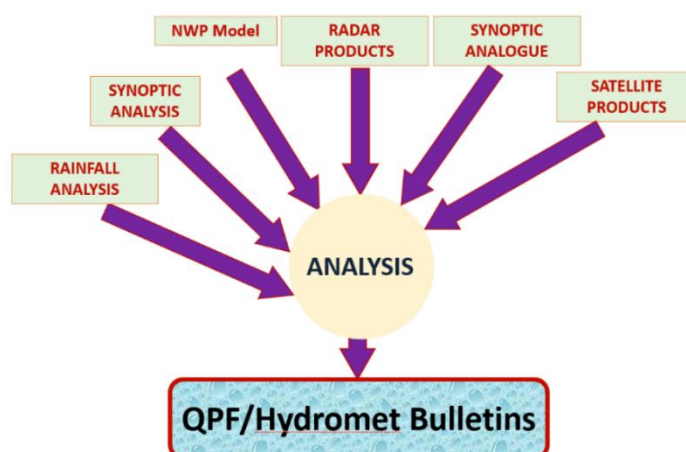 NWP Model
RADAR
PRODUCTS
SYNOPTIC
ANALOGUE
SYNOPTIC
ANALYSIS
SATELLITE
PRODUCTS
RAINFALL
ANALYSIS
ANALYSIS
QPF/Hydromet Bulletins